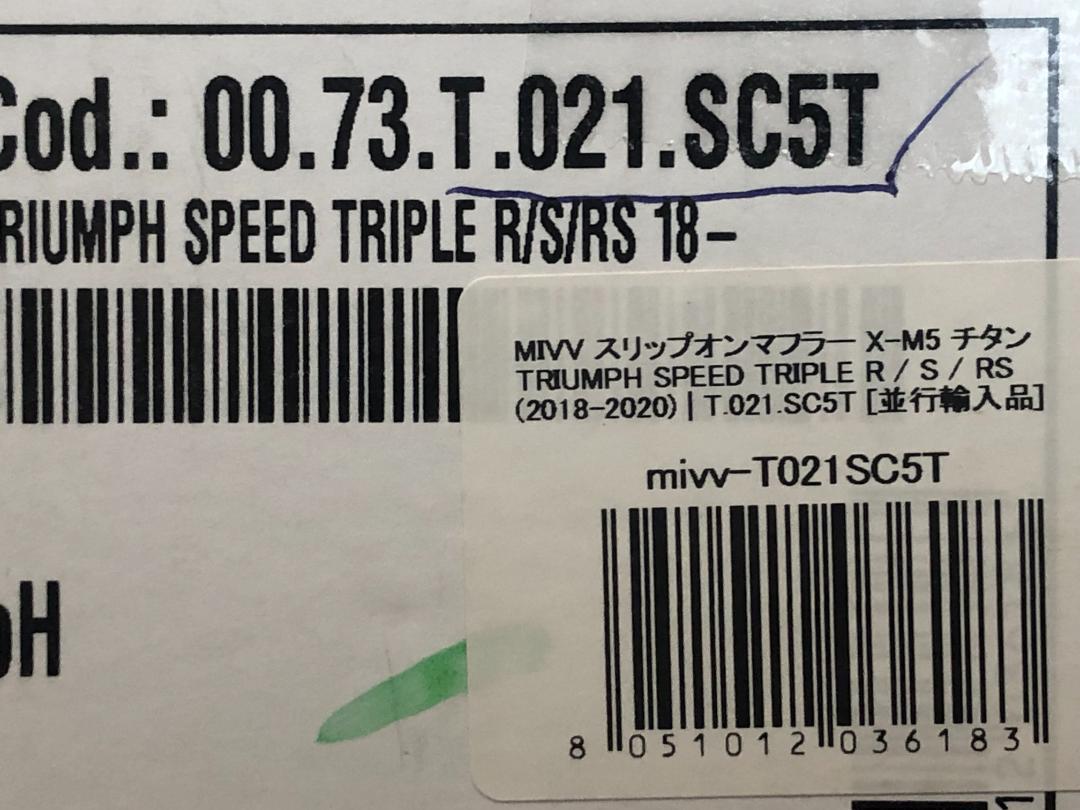 Cod.: 00.73.T.021.SC5T
TRIUMPH SPEED TRIPLE R/S/RS 18-
MIVV スリップオンマフラー X-M5 チタン
TRIUMPH SPEED TRIPLE R / S / RS
(2018-2020) | T.021.SC5T [並行輸入品]
mivv-T021SC5T
8 051012 036183